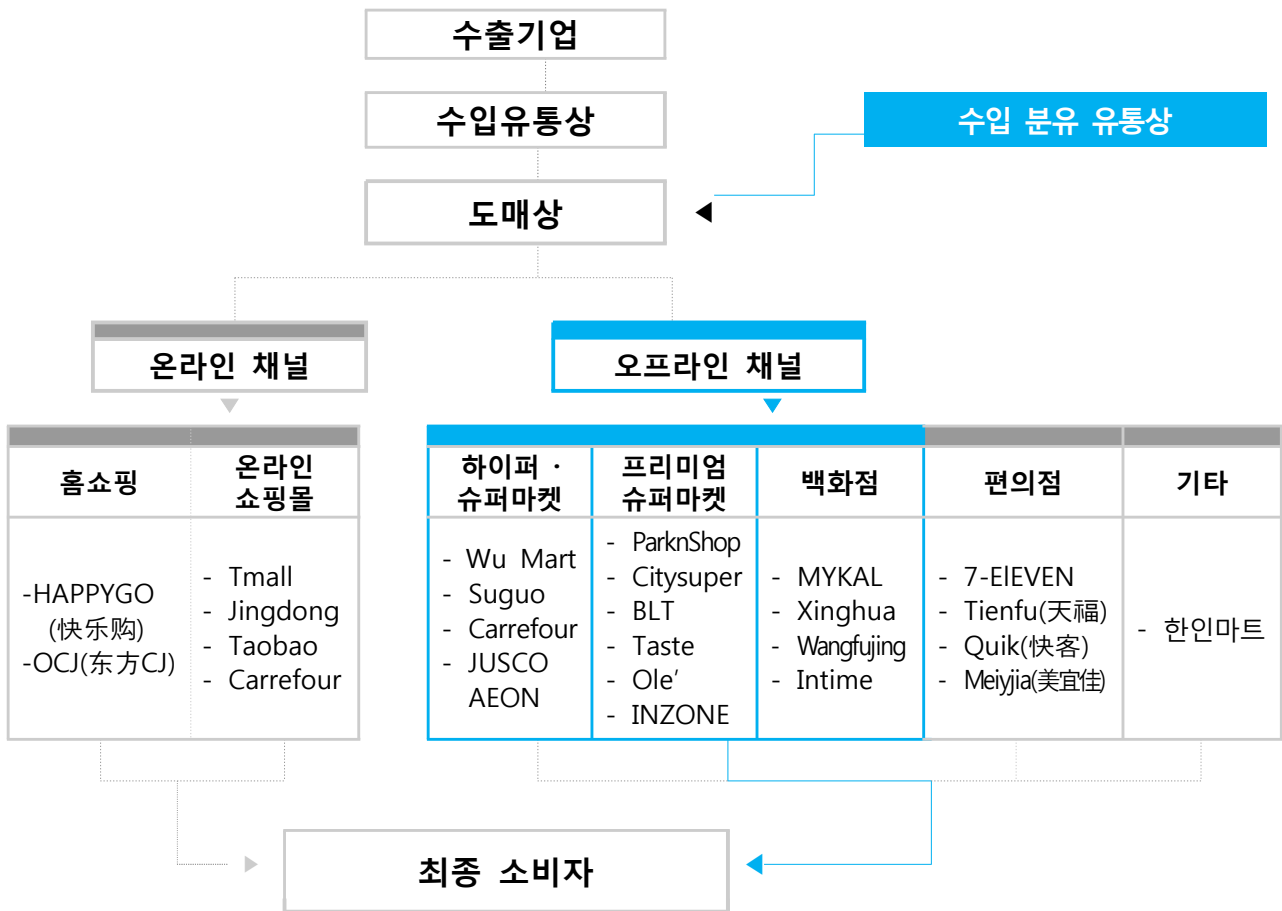 수출기업
수입유통상
수입 분유 유통상
도매상
온라인 채널
오프라인 채널
홈쇼핑
온라인
쇼핑몰
하이퍼 ·
슈퍼마켓
프리미엄
슈퍼마켓
백화점
편의점
기타
-HAPPYGO
(快乐购)
-OCJ(东方CJ)
- Tmall
- Jingdong
- Taobao
- Carrefour
- Wu Mart
- Suguo
- Carrefour
- JUSCO
AEON
- ParknShop
- Citysuper
- BLT
- Taste
- Ole'
- INZONE
- MYKAL
- Xinghua
- Wangfujing
- Intime
- 7-ElEVEN
- Tienfu(天福)
- Quik(快客)
- Meiyjia(美宜佳)
- 한인마트
최종 소비자